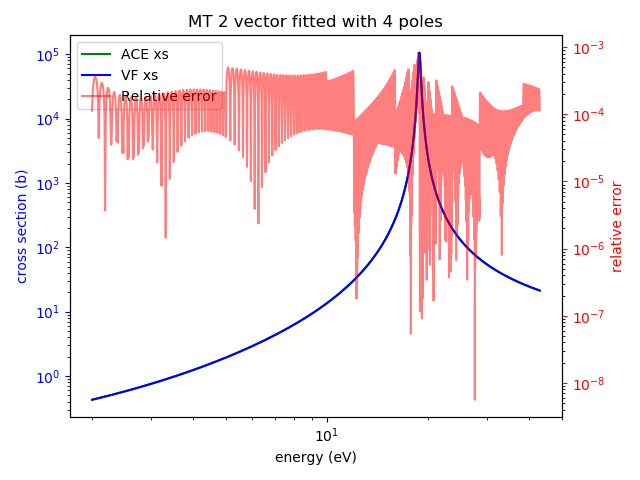 MT 2 vector fitted with 4 poles
ACE xs
VF xs
Relative error
cross section (b)
10^5
10^4
10^3
10^2
10^1
10^0
10^1
energy (eV)
10^-3
10^-4
10^-5
10^-6
10^-7
10^-8
relative error